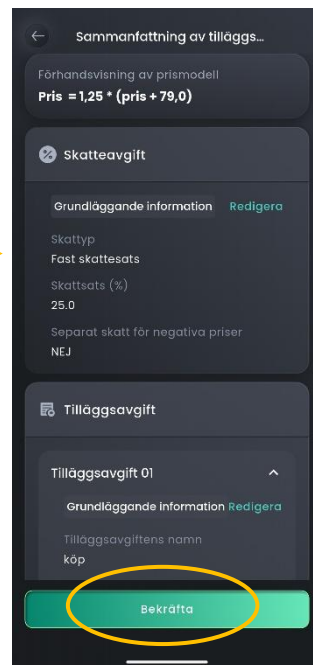 Sammanfattning av tilläggs...
Förhandsvisning av prismodell
Pris = 1,25 * (pris + 79,0)
Skatteavgift
Grundläggande information Redigera
Skattyp
Fast skattesats
Skattsats (%)
25.0
Separat skatt för negativa priser
NEJ
Tilläggsavgift
Tilläggsavgift 01
Grundläggande information Redigera
Tilläggsavgiftens namn
köp
Bekräfta